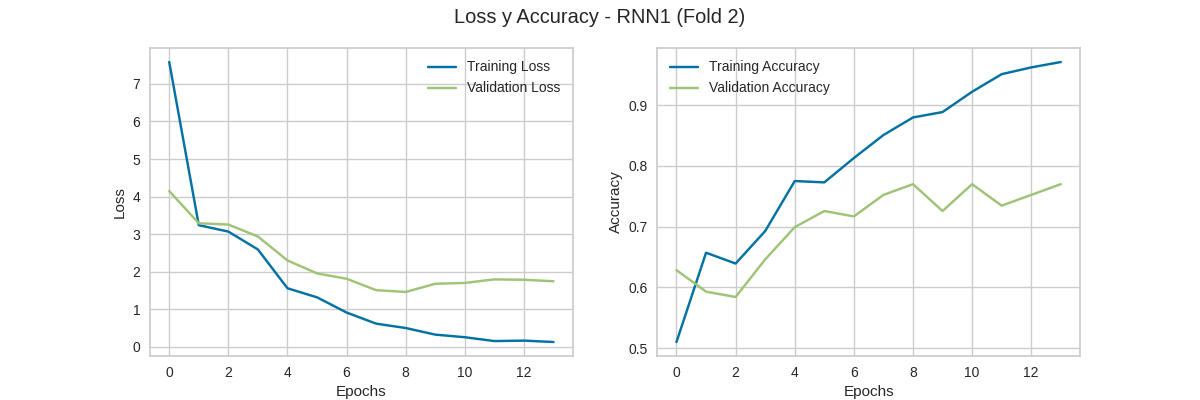 Loss y Accuracy - RNN1 (Fold 2)
Training Loss
Validation Loss
7
6
5
4
3
2
1
0
Loss
0 2 4 6 8 10 12
Epochs
Training Accuracy
Validation Accuracy
0.9
0.8
0.7
0.6
0.5
Accuracy
0 2 4 6 8 10 12
Epochs